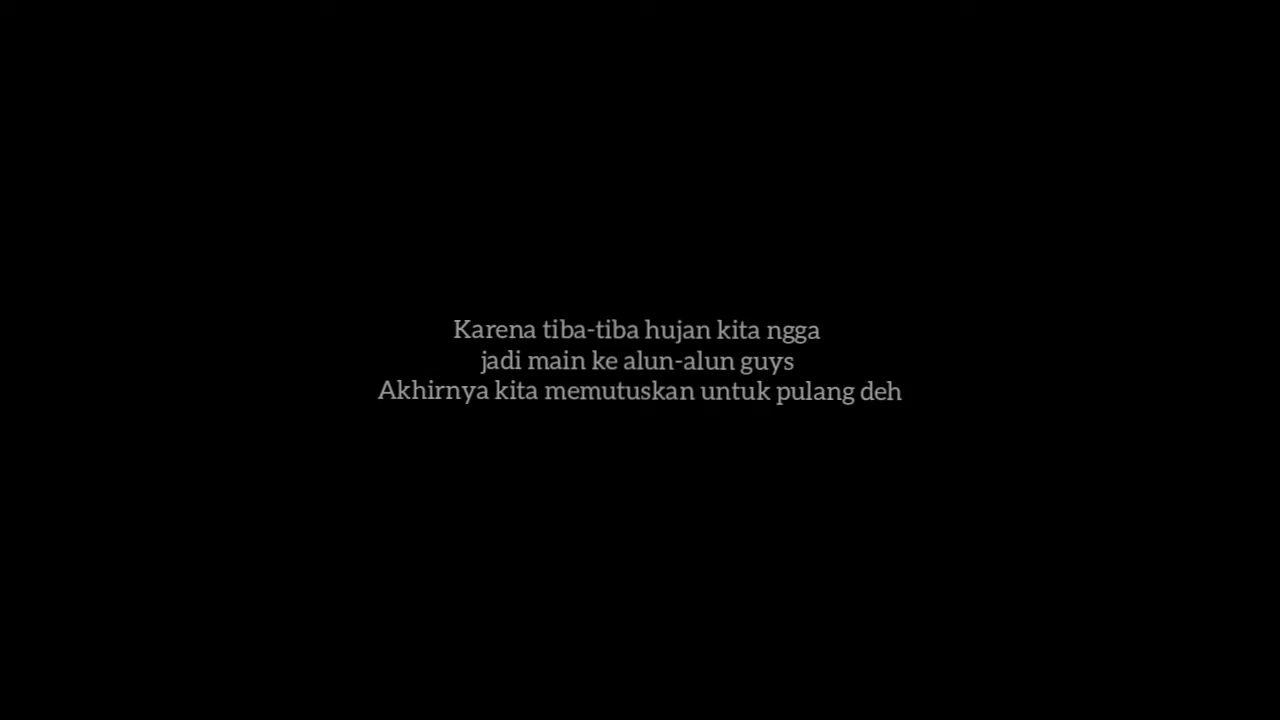 Karena tiba-tiba hujan kita ngga
jadi main ke alun-alun guys
Akhirnya kita memutuskan untuk pulang deh